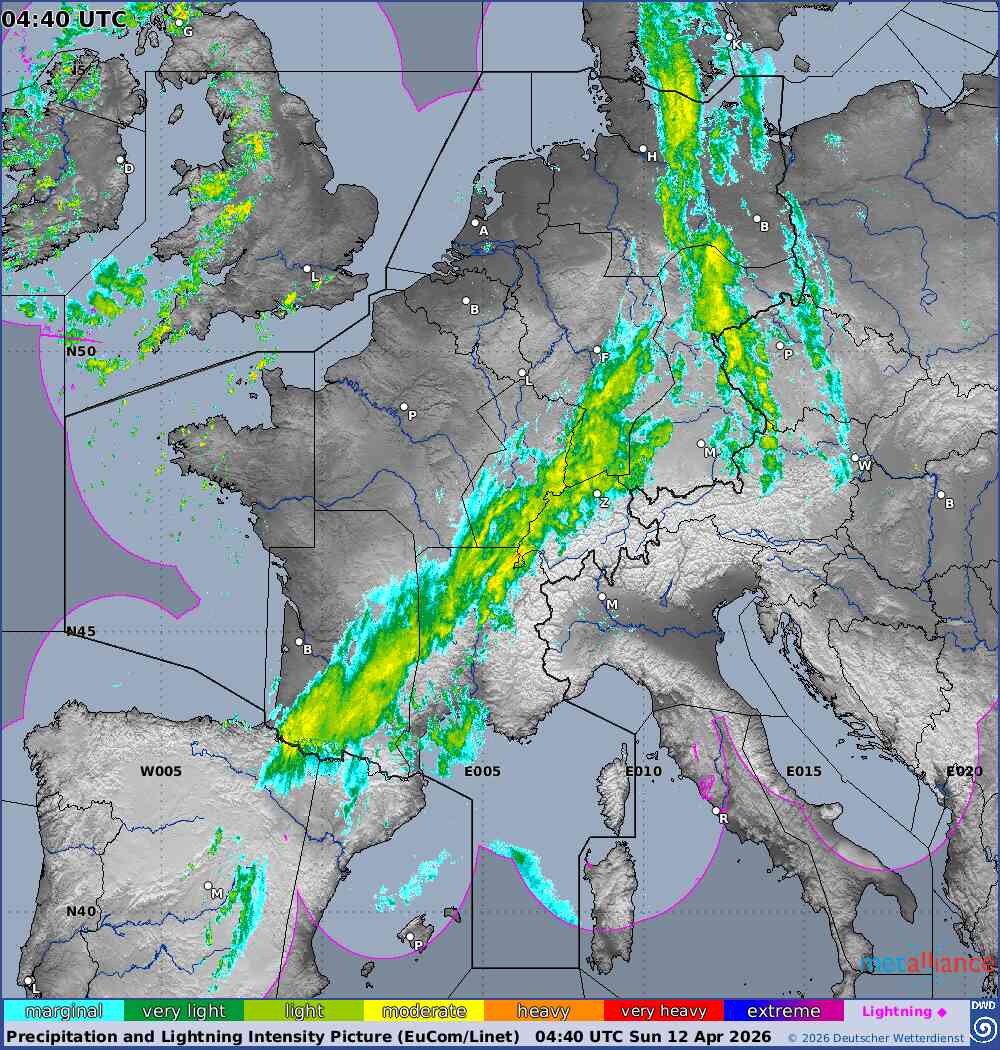 04:40 UTC
G
K
N55
D
H
A
B
L
B
N50
F
P
L
P
M
W
Z
B
M
N45
B
W005
E005
E010
E015
E020
R
M
N40
P
L
metalliance
marginal very light light moderate heavy very heavy extreme Lightning ◆
DWD
Precipitation and Lightning Intensity Picture (EuCom/Linet) 04:40 UTC Sun 12 Apr 2026 © 2026 Deutscher Wetterdienst